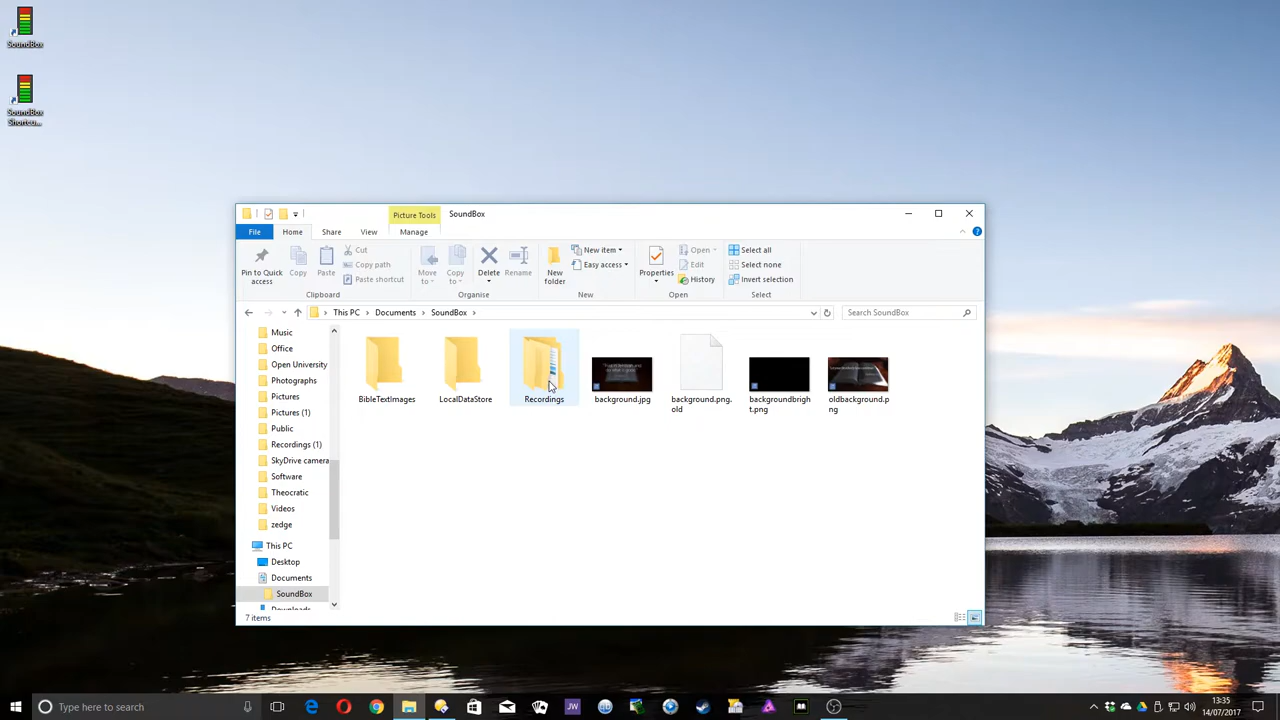 SoundBox
SoundBox
Shortcu...
Picture Tools
SoundBox
File
Home
Share
View
Manage
Pin to Quick
access
Copy
Paste
Cut
Copy path
Paste shortcut
Move
to
Copy
to
Delete
Rename
New
folder
New item
Easy access
Properties
Open
Edit
History
Select all
Select none
Invert selection
Clipboard
Organise
New
Open
Select
This PC
Documents
SoundBox
Search SoundBox
Music
Office
Open University
Photographs
Pictures
Pictures (1)
Public
Recordings (1)
SkyDrive camera
Software
Theocratic
Videos
zedge
This PC
Desktop
Documents
SoundBox
Downloads
BibleTextImages
LocalDataStore
Recordings
background.jpg
background.png.
old
backgroundbrigh
t.png
oldbackground.p
ng
7 items
Type here to search
JW
13:35
14/07/2017